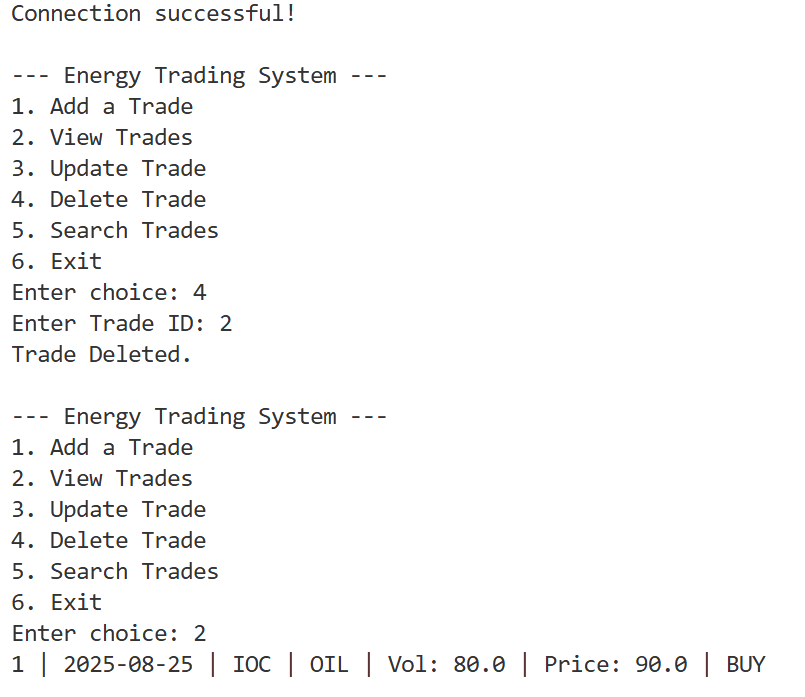 Connection successful!
--- Energy Trading System ---
1. Add a Trade
2. View Trades
3. Update Trade
4. Delete Trade
5. Search Trades
6. Exit
Enter choice: 4
Enter Trade ID: 2
Trade Deleted.
--- Energy Trading System ---
1. Add a Trade
2. View Trades
3. Update Trade
4. Delete Trade
5. Search Trades
6. Exit
Enter choice: 2
1 | 2025-08-25 | IOC | OIL | Vol: 80.0 | Price: 90.0 | BUY